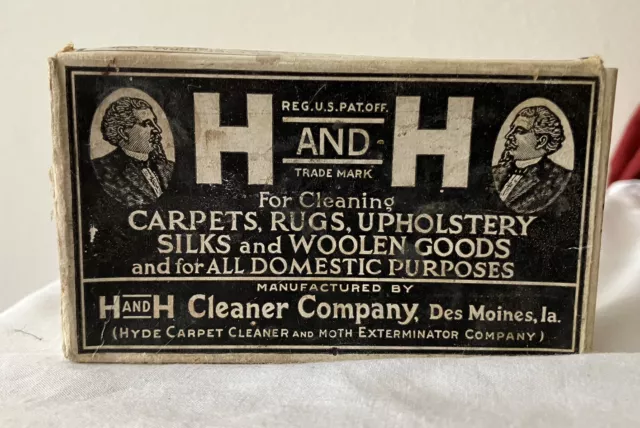 REG. U.S. PAT. OFF.
H AND H
TRADE MARK
For Cleaning
CARPETS, RUGS, UPHOLSTERY
SILKS and WOOLEN GOODS
and for ALL DOMESTIC PURPOSES
MANUFACTURED BY
H AND H Cleaner Company, Des Moines, Ia.
(HYDE CARPET CLEANER AND MOTH EXTERMINATOR COMPANY)